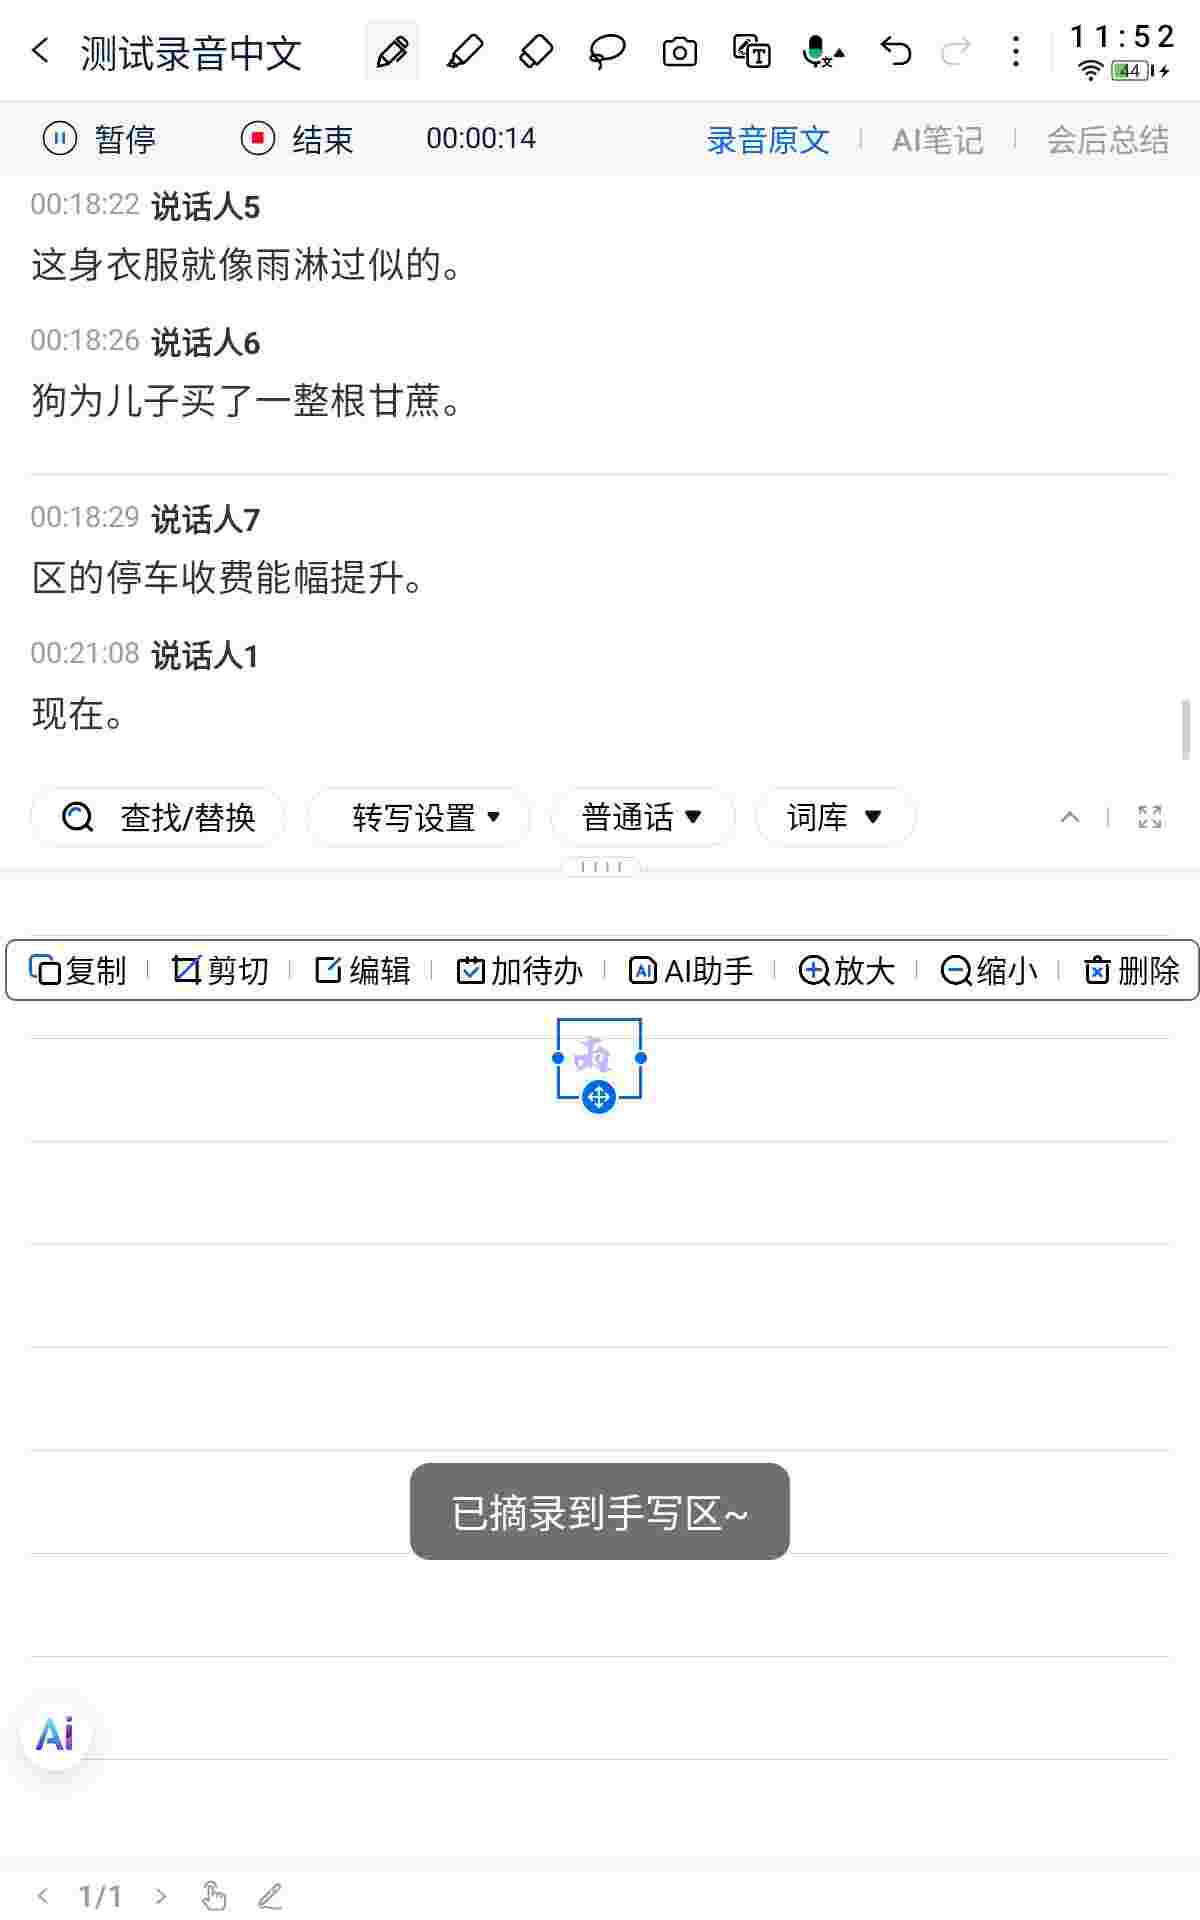 测试录音中文
11:52
44
暂停 结束 00:00:14 录音原文 AI笔记 会后总结
00:18:22 说话人5
这身衣服就像雨淋过似的。
00:18:26 说话人6
狗为儿子买了一整根甘蔗。
00:18:29 说话人7
区的停车收费能幅提升。
00:21:08 说话人1
现在。
查找/替换 转写设置 普通话 词库
复制 剪切 编辑 加待办 AI助手 放大 缩小 删除
雨
已摘录到手写区~
Ai
1/1